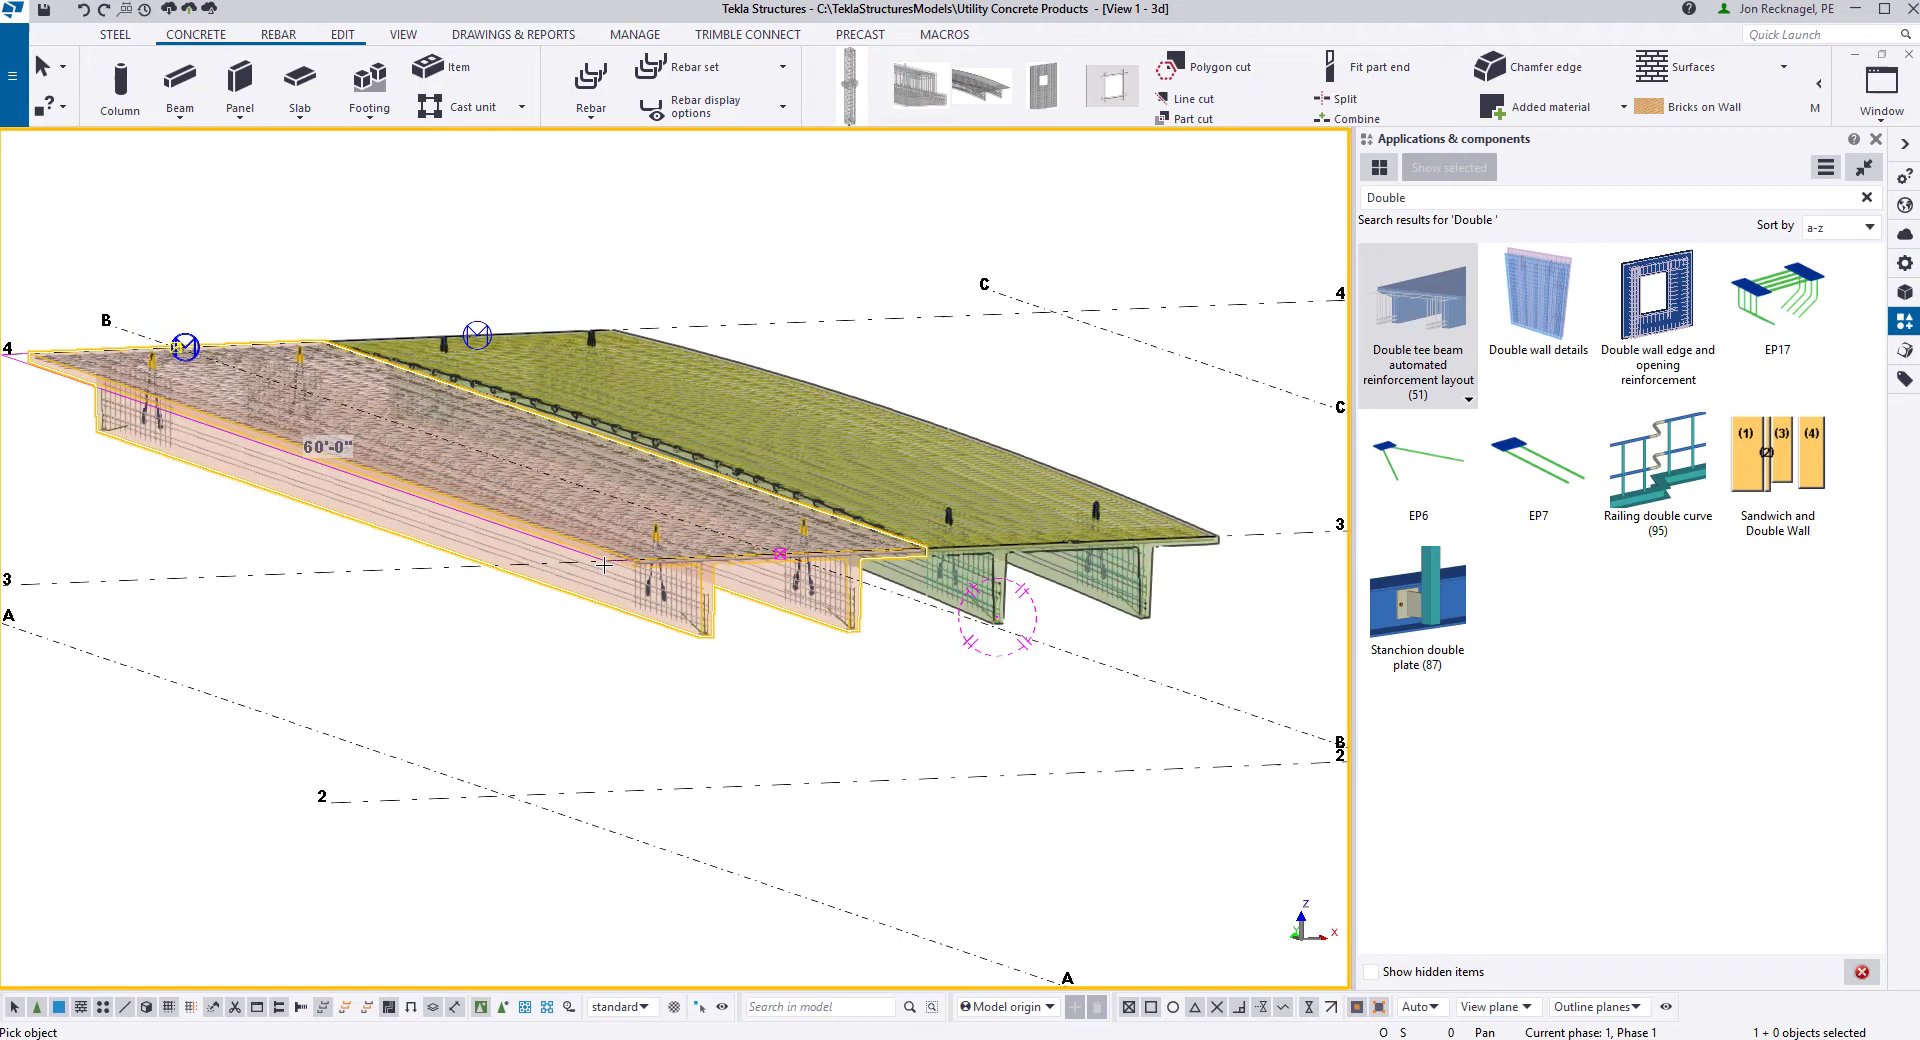 Tekla Structures - C:\TeklaStructuresModels\Utility Concrete Products - [View 1 - 3d]
Jon Recknagel, PE
STEEL CONCRETE REBAR EDIT VIEW DRAWINGS & REPORTS MANAGE TRIMBLE CONNECT PRECAST MACROS
Quick Launch
Column
Beam
Panel
Slab
Footing
Item
Cast unit
Rebar
Rebar set
Rebar display
options
Polygon cut
Line cut
Part cut
Fit part end
Split
Combine
Chamfer edge
Added material
Surfaces
Bricks on Wall
M
Window
Applications & components
Show selected
Double
Search results for 'Double '
Sort by
a-z
Double tee beam
automated
reinforcement layout
(51)
Double wall details
Double wall edge and
opening
reinforcement
EP17
EP6
EP7
Railing double curve
(95)
(1)
(2)
(3)
(4)
Sandwich and
Double Wall
Stanchion double
plate (87)
Show hidden items
C
4
B
4
C
60'-0"
3
3
A
B
2
2
A
Z
X
Y
standard
Search in model
Model origin
Auto
View plane
Outline planes
Pick object
O S 0 Pan Current phase: 1, Phase 1 1 + 0 objects selected